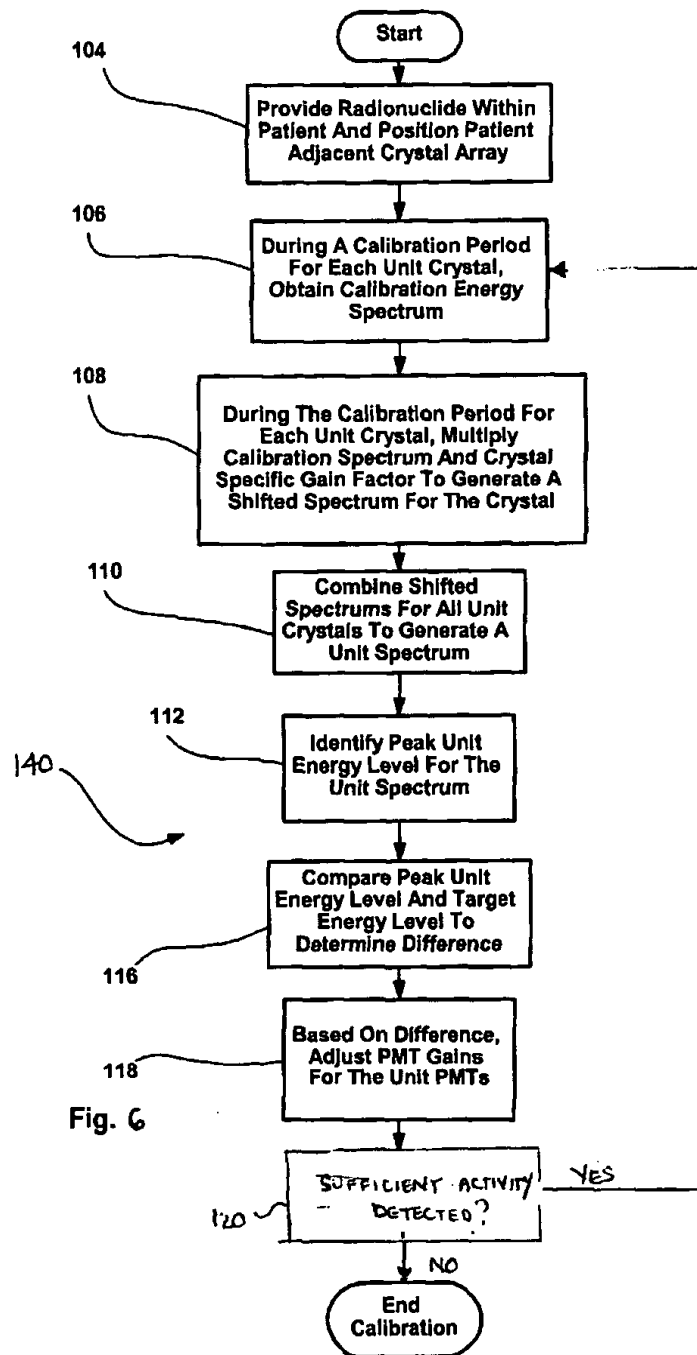 Start
104
Provide Radionuclide Within
Patient And Position Patient
Adjacent Crystal Array
106
During A Calibration Period
For Each Unit Crystal,
Obtain Calibration Energy
Spectrum
108
During The Calibration Period For
Each Unit Crystal, Multiply
Calibration Spectrum And Crystal
Specific Gain Factor To Generate A
Shifted Spectrum For The Crystal
110
Combine Shifted
Spectrums For All Unit
Crystals To Generate A
Unit Spectrum
112
Identify Peak Unit
Energy Level For The
Unit Spectrum
140
Compare Peak Unit
Energy Level And Target
Energy Level To
Determine Difference
116
Based On Difference,
Adjust PMT Gains
For The Unit PMTs
118
Fig. 6
SUFFICIENT ACTIVITY
DETECTED?
YES
120
NO
End
Calibration